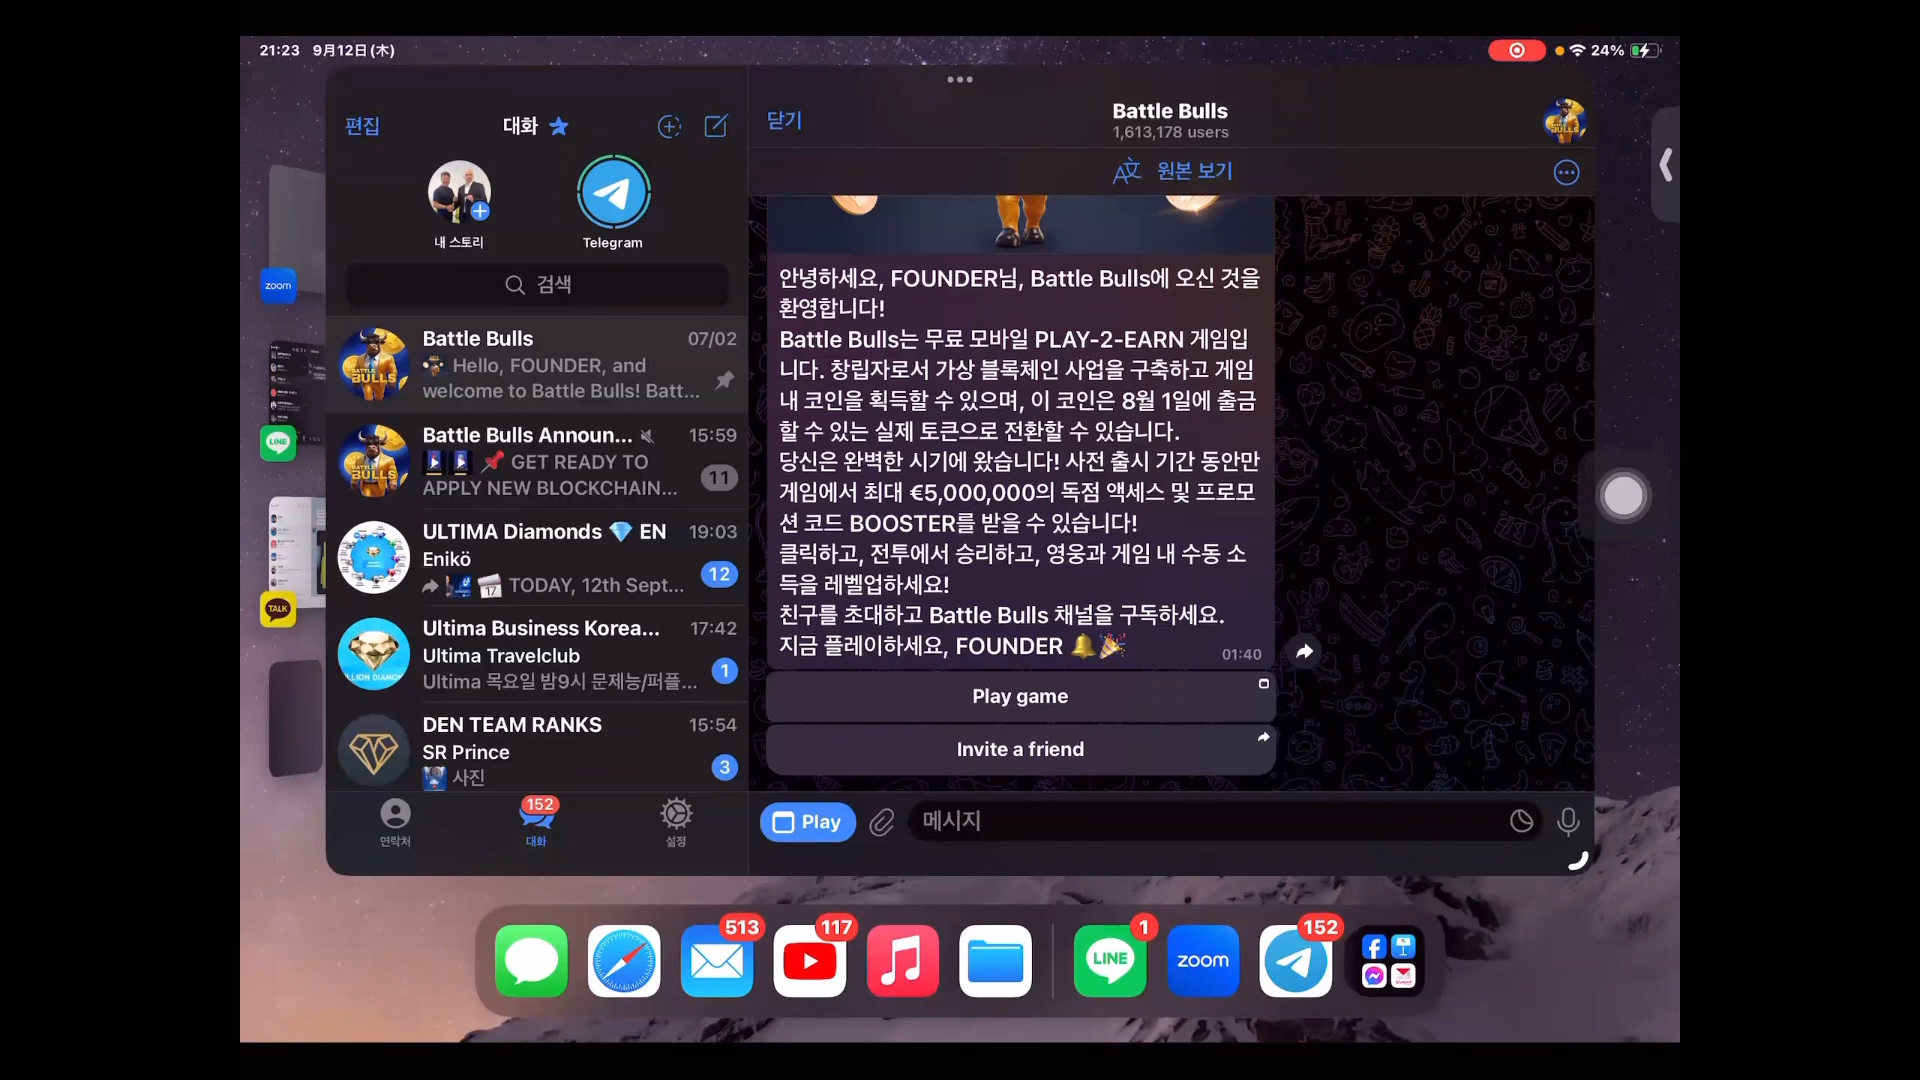 21:23 9月12日(木)
24%
편집
대화
내 스토리
Telegram
검색
Battle Bulls
07/02
Hello, FOUNDER, and
welcome to Battle Bulls! Batt...
Battle Bulls Announ...
15:59
GET READY TO
APPLY NEW BLOCKCHAIN...
11
ULTIMA Diamonds 💎 EN
19:03
Enikö
TODAY, 12th Sept...
12
Ultima Business Korea...
17:42
Ultima Travelclub
Ultima 목요일 밤9시 문제능/퍼플...
1
DEN TEAM RANKS
15:54
SR Prince
사진
3
연락처
152
대화
설정
닫기
Battle Bulls
1,613,178 users
원본 보기
안녕하세요, FOUNDER님, Battle Bulls에 오신 것을
환영합니다!
Battle Bulls는 무료 모바일 PLAY-2-EARN 게임입
니다. 창립자로서 가상 블록체인 사업을 구축하고 게임
내 코인을 획득할 수 있으며, 이 코인은 8월 1일에 출금
할 수 있는 실제 토큰으로 전환할 수 있습니다.
당신은 완벽한 시기에 왔습니다! 사전 출시 기간 동안만
게임에서 최대 €5,000,000의 독점 액세스 및 프로모
션 코드 BOOSTER를 받을 수 있습니다!
클릭하고, 전투에서 승리하고, 영웅과 게임 내 수동 소
득을 레벨업하세요!
친구를 초대하고 Battle Bulls 채널을 구독하세요.
지금 플레이하세요, FOUNDER 🔔🎉
01:40
Play game
Invite a friend
Play
메시지
zoom
LINE
TALK
BATTLE
BULLS
BATTLE
BULLS
513
117
1
152
LINE
zoom